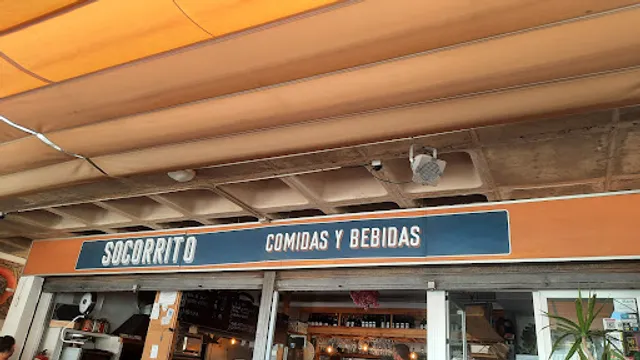 SOCORRITO COMIDAS Y BEBIDAS